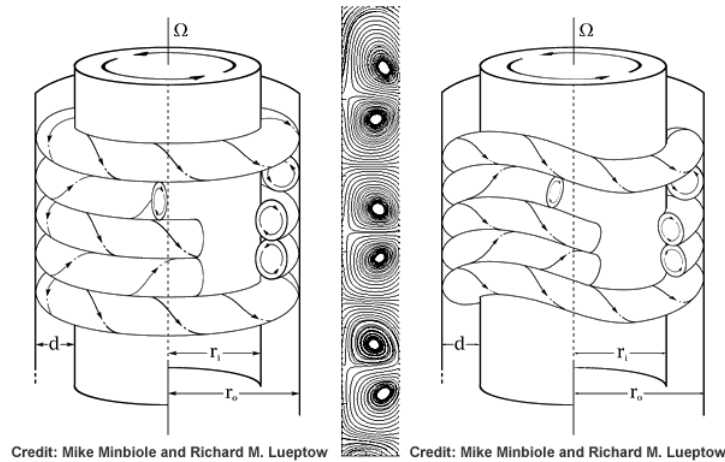 Ω
Ω
d
rᵢ
rₒ
d
rᵢ
rₒ
Credit: Mike Minbiole and Richard M. Lueptow
Credit: Mike Minbiole and Richard M. Lueptow